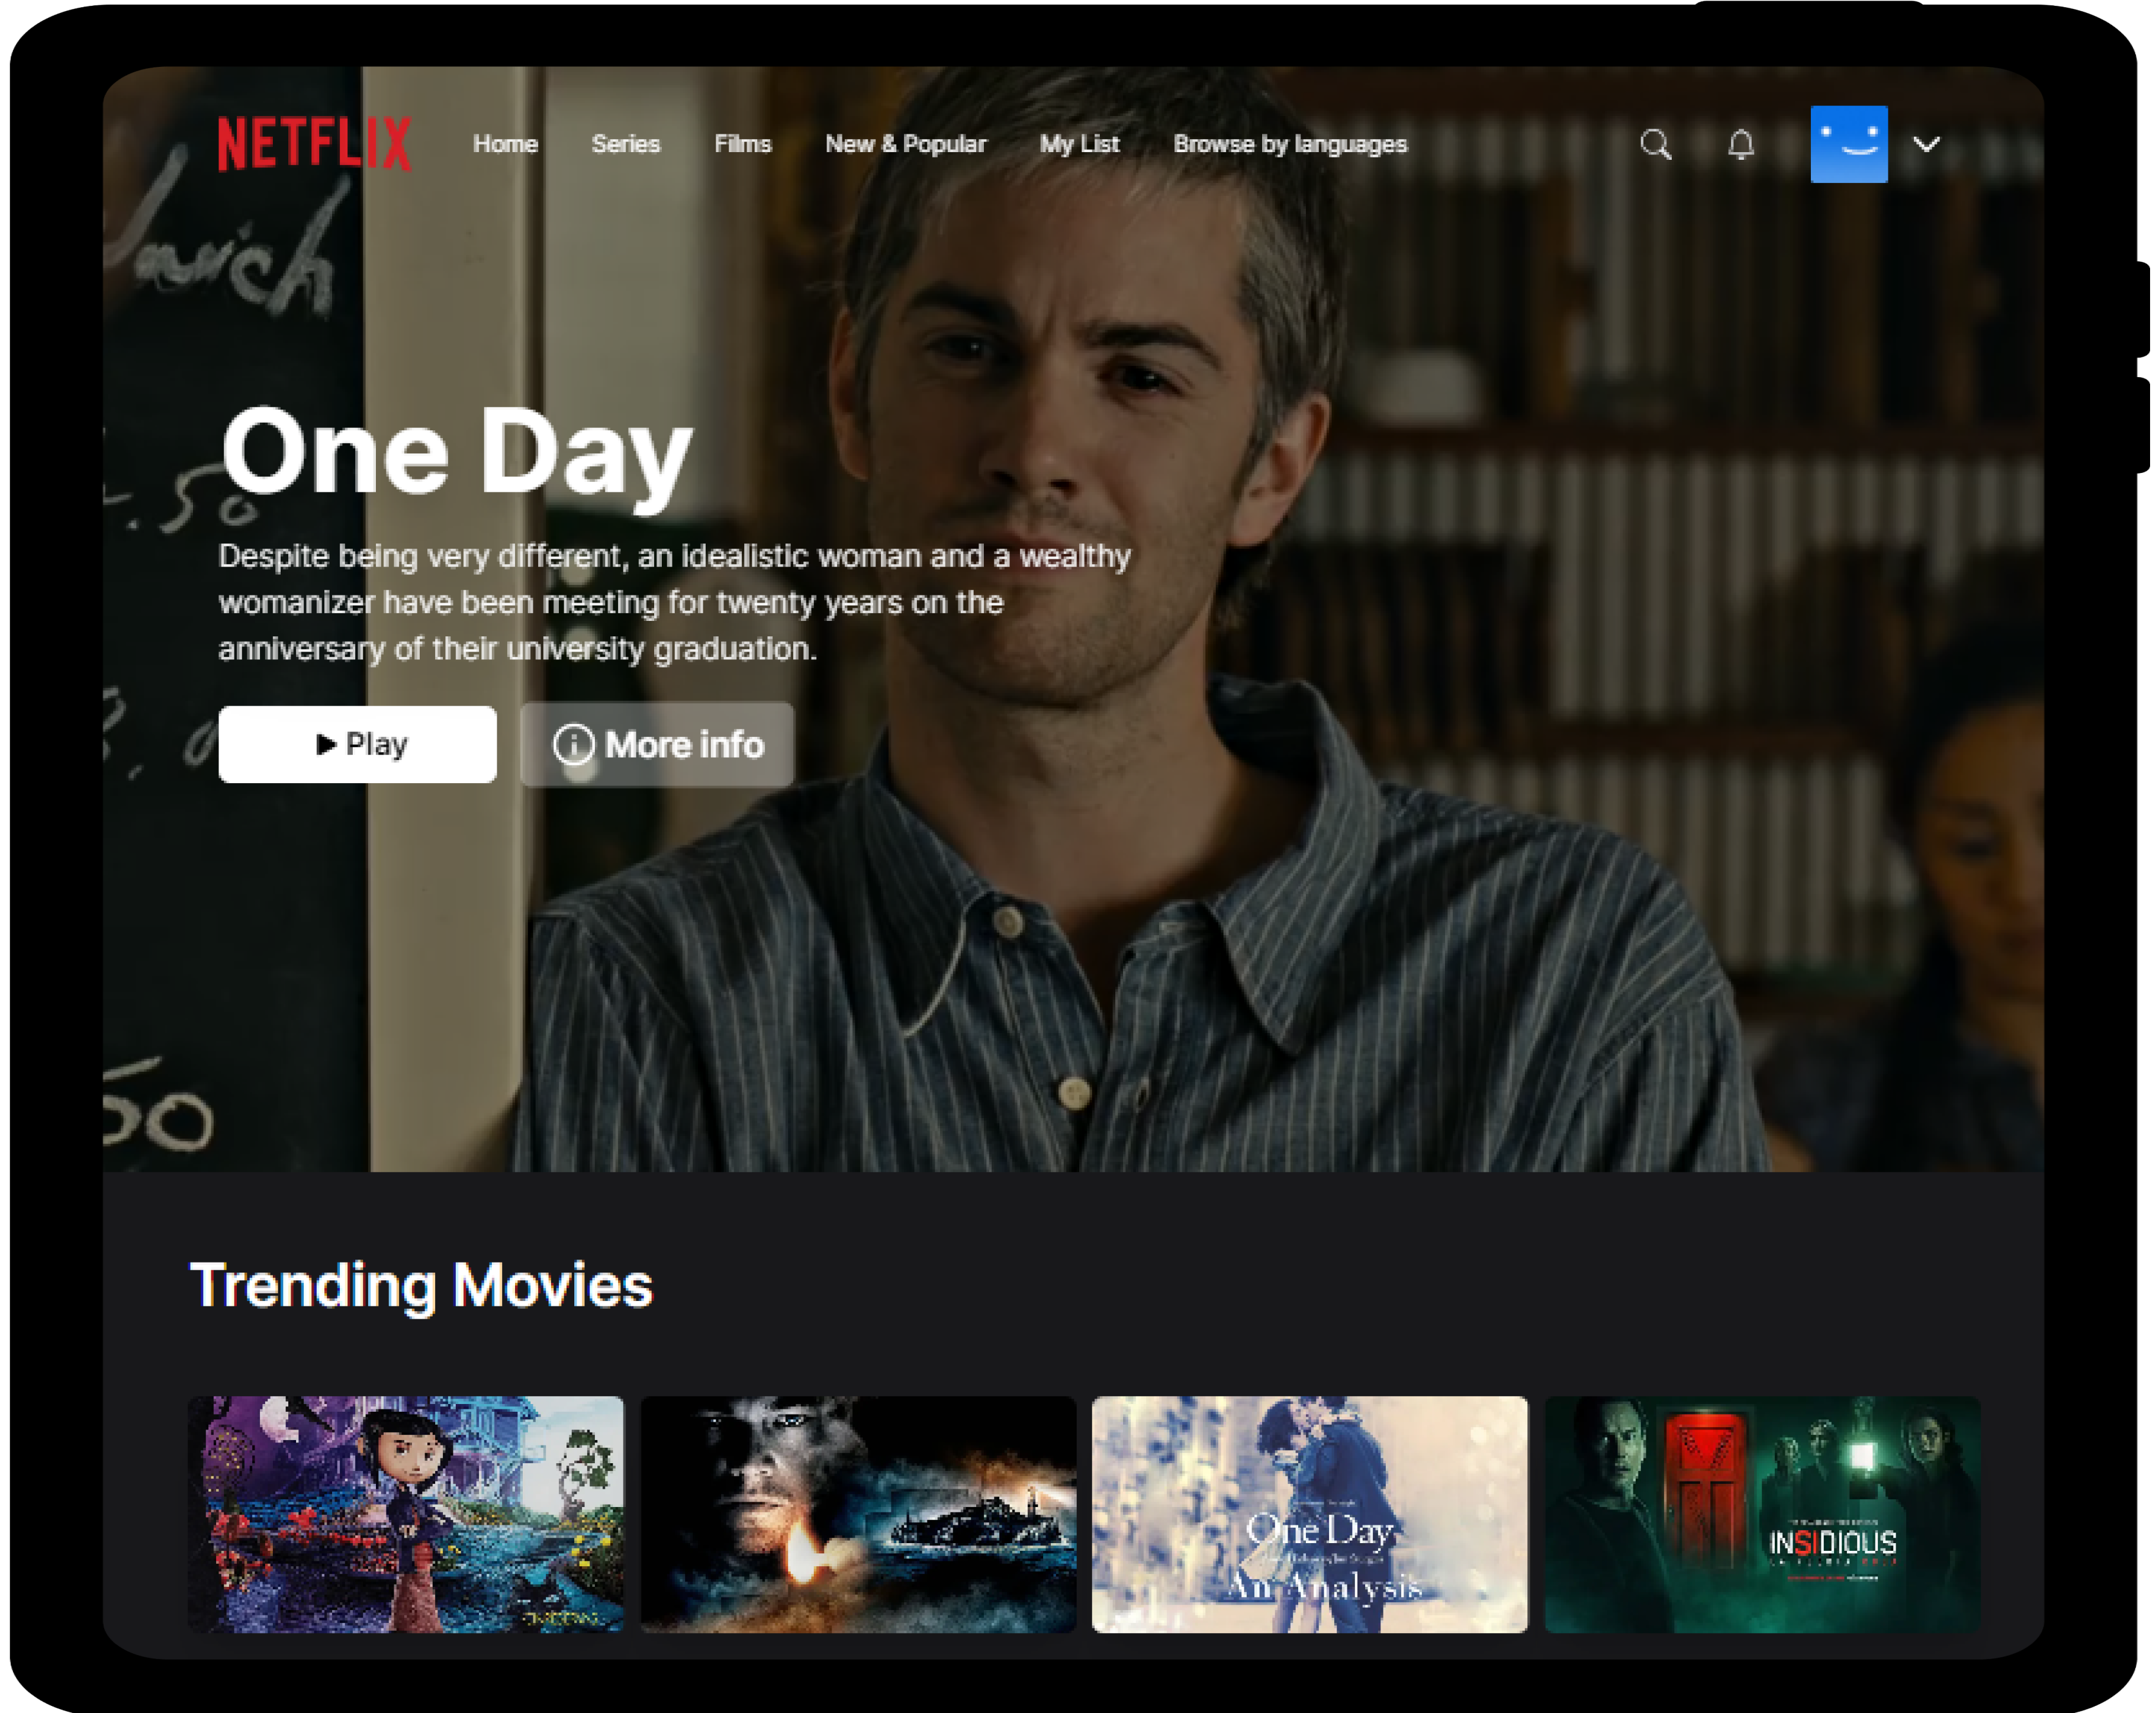 NETFLIX Home Series Films New & Popular My List Browse by languages
One Day
Despite being very different, an idealistic woman and a wealthy
womanizer have been meeting for twenty years on the
anniversary of their university graduation.
Play More info
.50
50
Trending Movies
One Day
An Analysis
INSIDIOUS